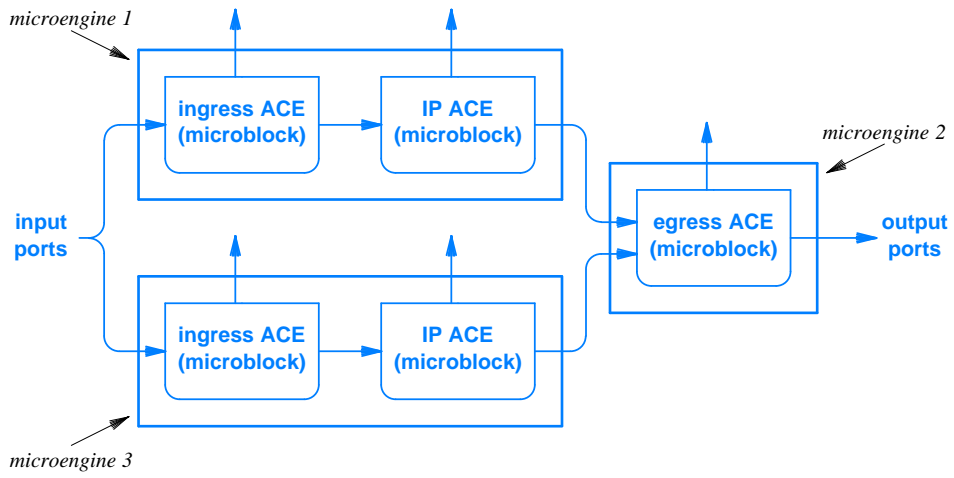 microengine 1
ingress ACE
(microblock)
IP ACE
(microblock)
microengine 2
input
ports
egress ACE
(microblock)
output
ports
ingress ACE
(microblock)
IP ACE
(microblock)
microengine 3